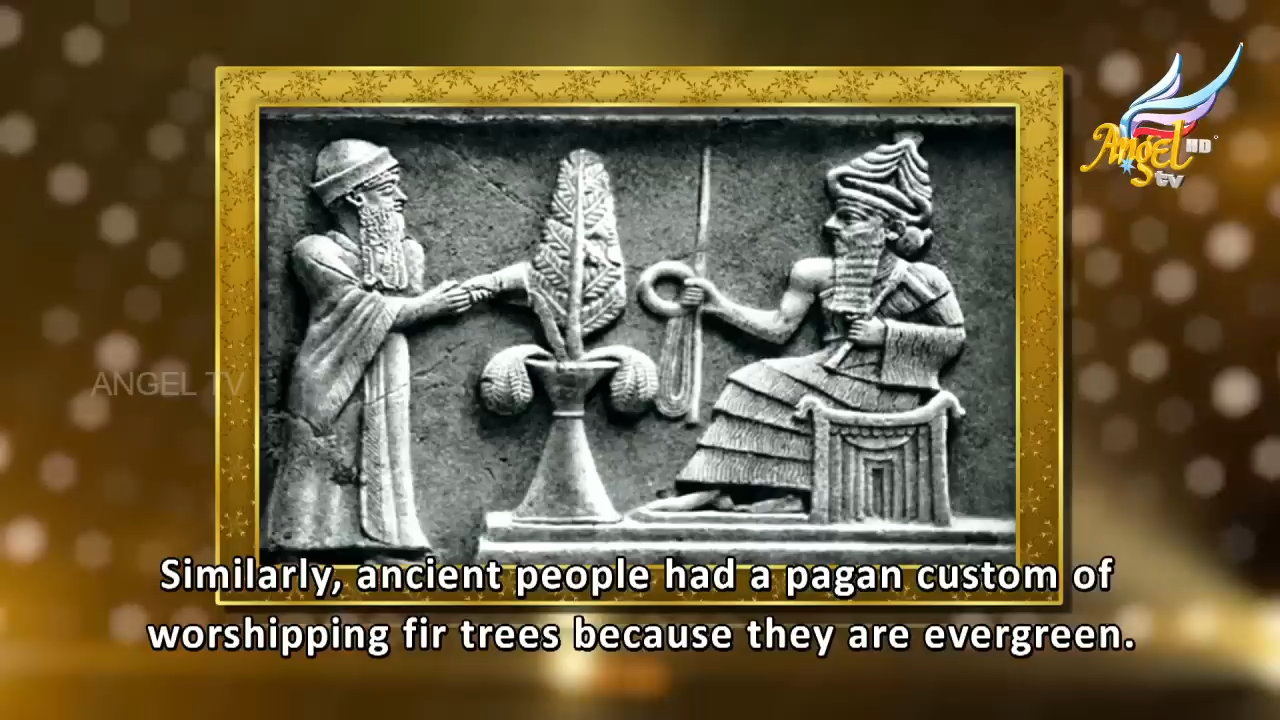 Angel HD
tv
ANGEL TV
Similarly, ancient people had a pagan custom of
worshipping fir trees because they are evergreen.